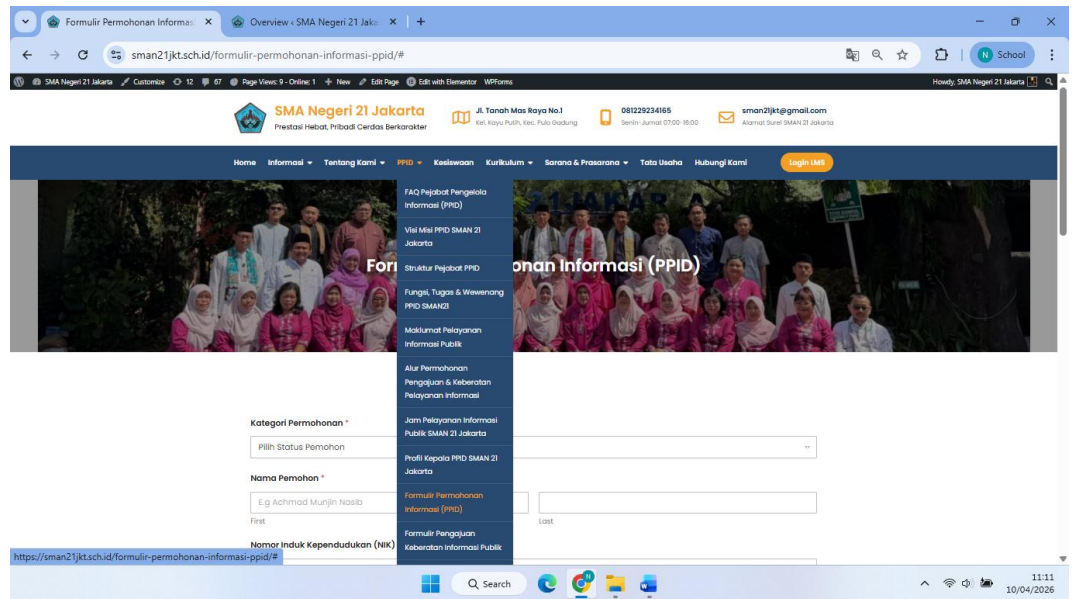 Formulir Permohonan Informas
Overview ‹ SMA Negeri 21 Jakar
sman21jkt.sch.id/formulir-permohonan-informasi-ppid/#
School
N
SMA Negeri 21 Jakarta Customize 12 67 Page Views: 9 - Online: 1 New Edit Page Edit with Elementor WPForms Howdy, SMA Negeri 21 Jakarta
SMA Negeri 21 Jakarta
Prestasi Hebat, Pribadi Cerdas Berkarakter
Jl. Tanah Mas Raya No.1
Kel. Kayu Putih, Kec. Pulo Gadung
081229234165
Senin- Jumat 07:00-16:00
sman21jkt@gmail.com
Alamat Surel SMAN 21 Jakarta
Home Informasi Tentang Kami PPID Kesiswaan Kurikulum Sarana & Prasarana Tata Usaha Hubungi Kami Login LMS
21 JAKAR A
FAQ Pejabat Pengelola
Informasi (PPID)
Visi Misi PPID SMAN 21
Jakarta
Struktur Pejabat PPID
Fungsi, Tugas & Wewenang
PPID SMAN21
Maklumat Pelayanan
Informasi Publik
Alur Permohonan
Pengajuan & Keberatan
Pelayanan Informasi
Jam Pelayanan Informasi
Publik SMAN 21 Jakarta
Profil Kepala PPID SMAN 21
Jakarta
Formulir Permohonan
Informasi (PPID)
Formulir Pengajuan
Keberatan Informasi Publik
For onan Informasi (PPID)
Kategori Permohonan *
Pilih Status Pemohon
Nama Pemohon *
E.g Achmad Munjin Nasib
First
Last
Nomor Induk Kependudukan (NIK)
https://sman21jkt.sch.id/formulir-permohonan-informasi-ppid/#
Search
11:11
10/04/2026